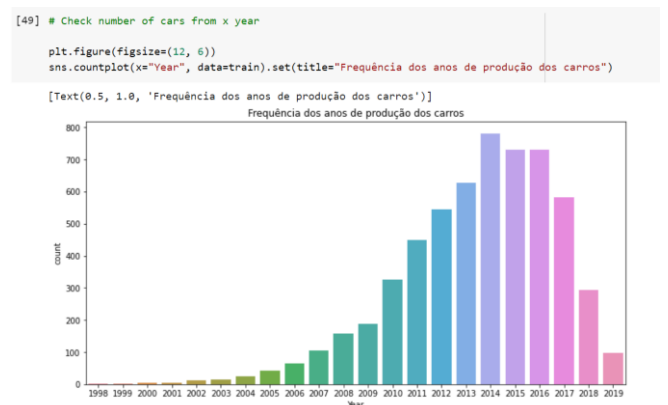 [49] # Check number of cars from x year
plt.figure(figsize=(12, 6))
sns.countplot(x="Year", data=train).set(title="Frequência dos anos de produção dos carros")
[Text(0.5, 1.0, 'Frequência dos anos de produção dos carros')]
Frequência dos anos de produção dos carros
800
700
600
500
400
300
200
100
0
count
1998 1999 2000 2001 2002 2003 2004 2005 2006 2007 2008 2009 2010 2011 2012 2013 2014 2015 2016 2017 2018 2019
Year